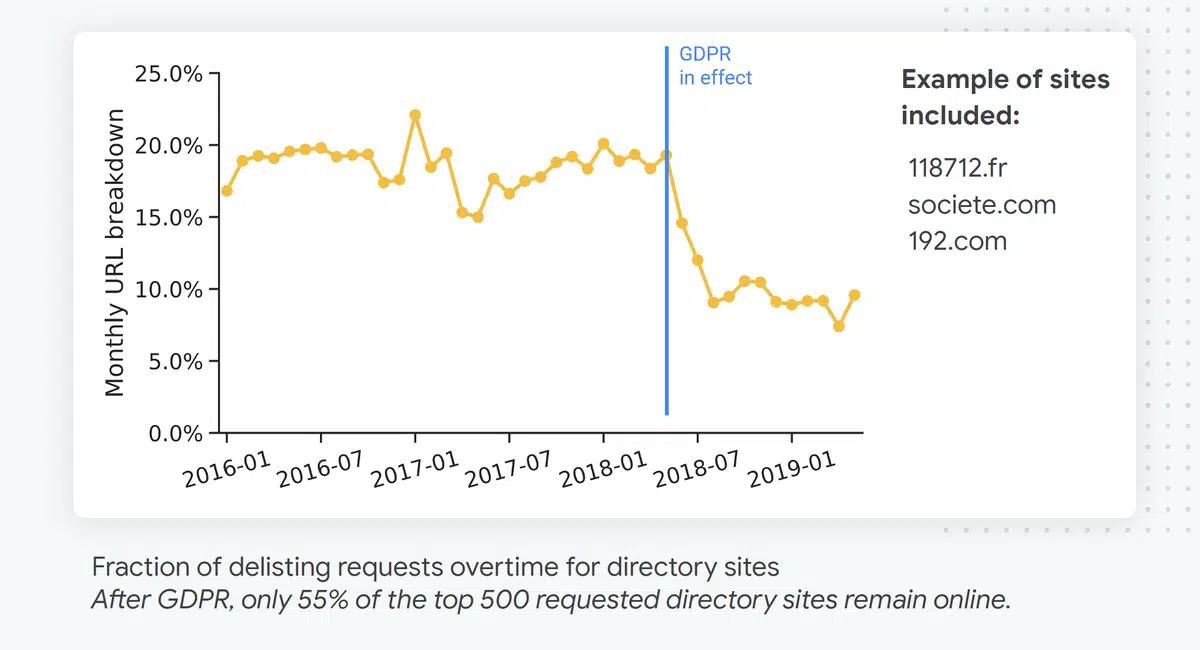 GDPR
in effect
25.0%
20.0%
15.0%
10.0%
5.0%
0.0%
Monthly URL breakdown
2016-01
2016-07
2017-01
2017-07
2018-01
2018-07
2019-01
Example of sites
included:
118712.fr
societe.com
192.com
Fraction of delisting requests overtime for directory sites
After GDPR, only 55% of the top 500 requested directory sites remain online.